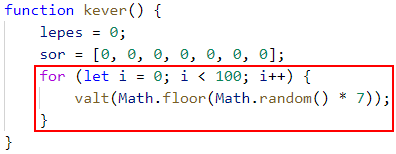 function kever() {
    lepes = 0;
    sor = [0, 0, 0, 0, 0, 0, 0];
    for (let i = 0; i < 100; i++) {
        valt(Math.floor(Math.random() * 7));
    }
}